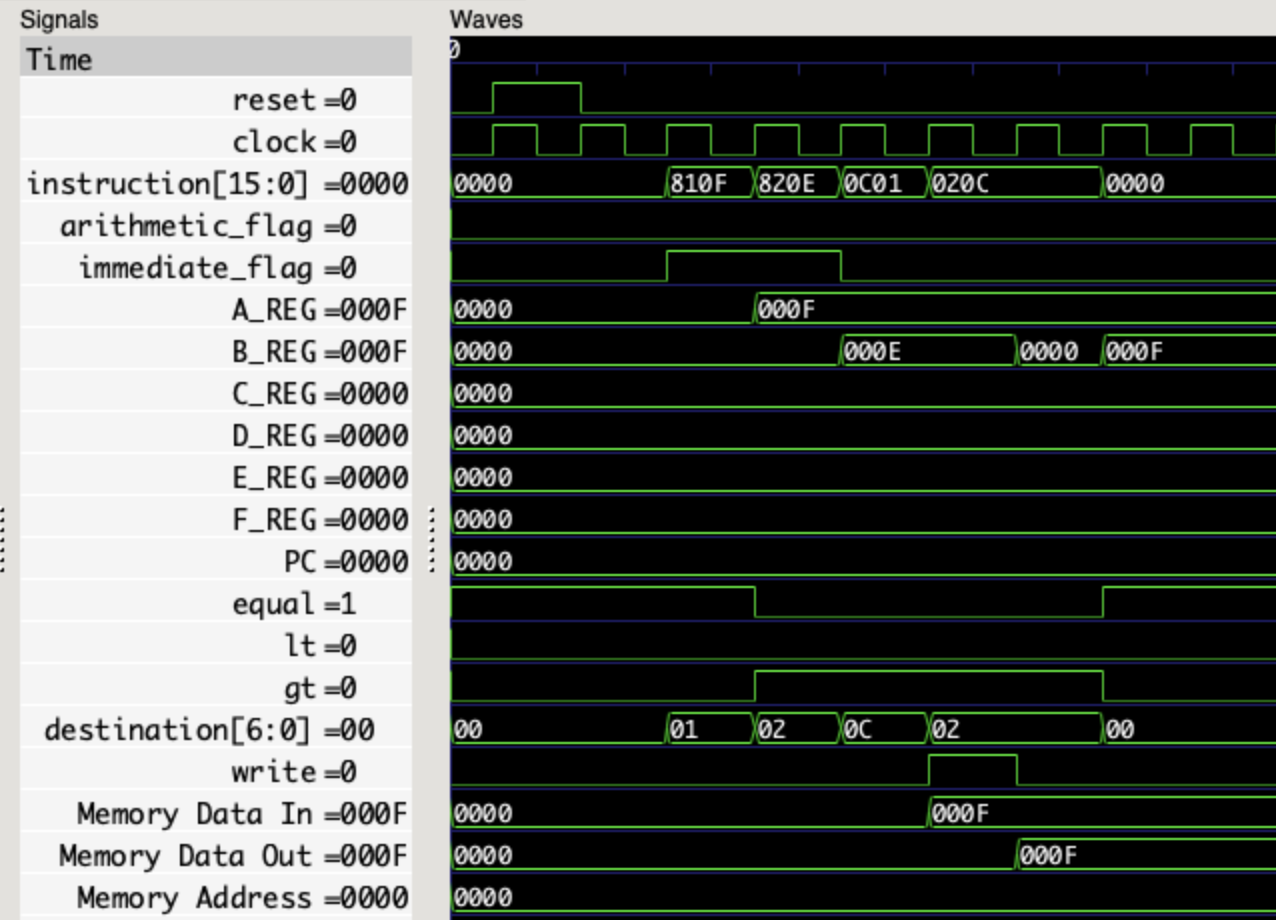 Signals Waves
Time 0
reset =0
clock =0
instruction[15:0] =0000 0000 810F 820E 0C01 020C 0000
arithmetic_flag =0
immediate_flag =0
A_REG =000F 0000 000F
B_REG =000F 0000 000E 0000 000F
C_REG =0000 0000
D_REG =0000 0000
E_REG =0000 0000
F_REG =0000 0000
PC =0000 0000
equal =1
lt =0
gt =0
destination[6:0] =00 00 01 02 0C 02 00
write =0
Memory Data In =000F 0000 000F
Memory Data Out =000F 0000 000F
Memory Address =0000 0000